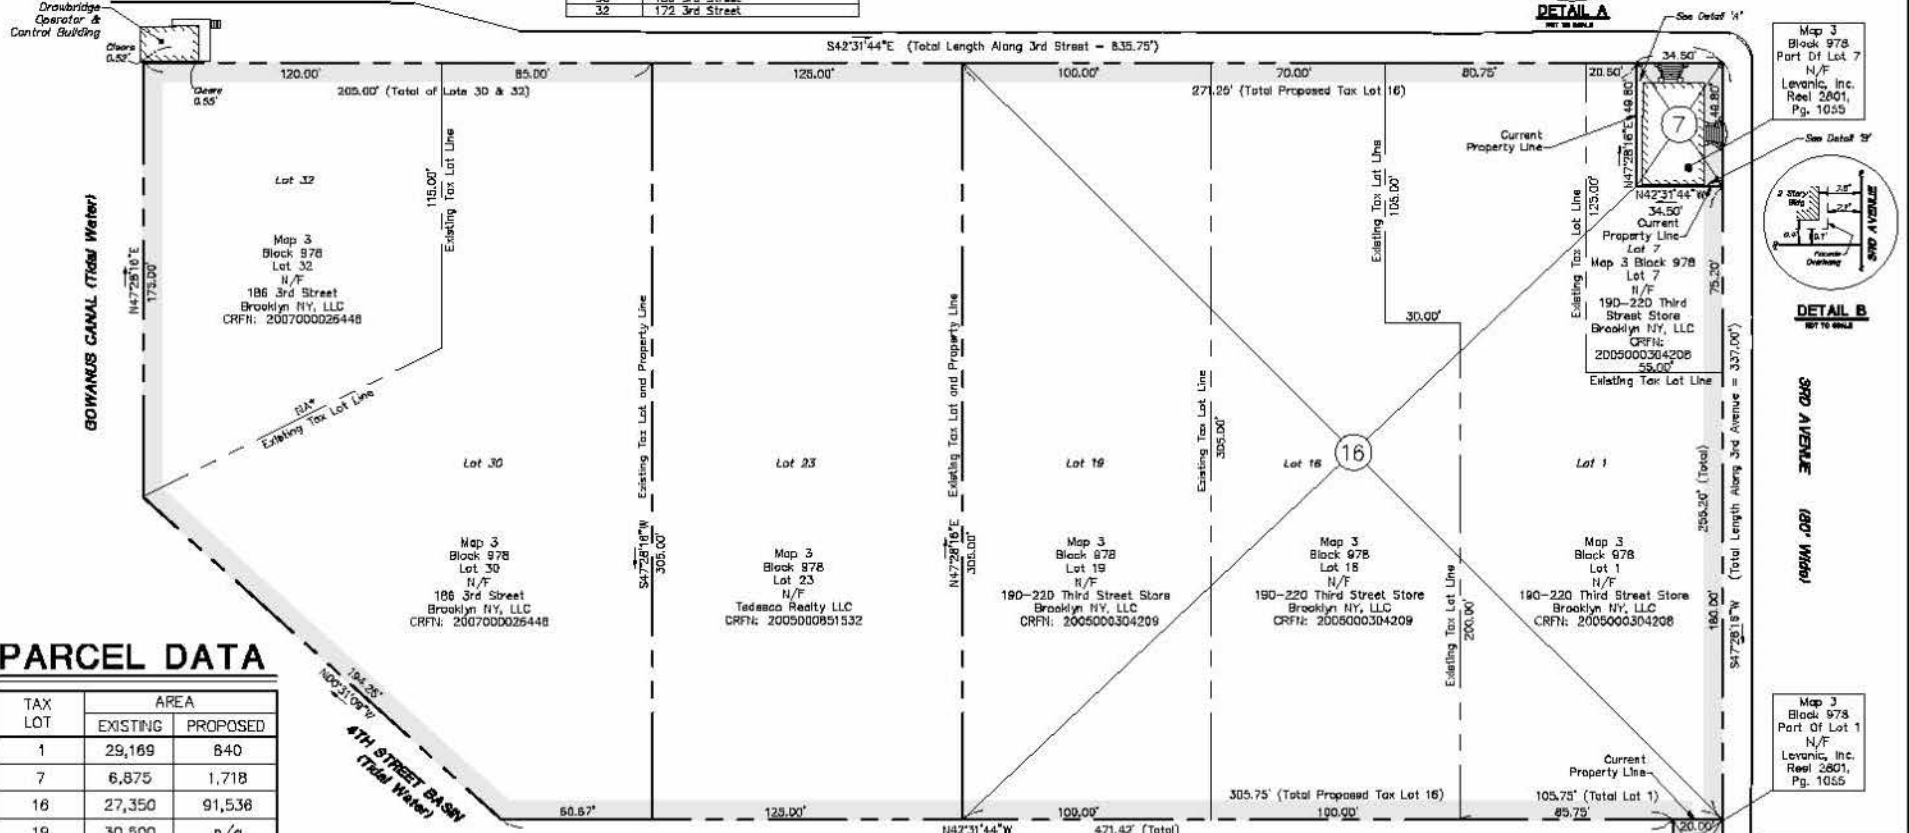 Drawbridge
Operator &
Control Building
Clears
0.52'
Clears
0.55'
32 172 3rd Street
DETAIL A
NOT TO SCALE
See Detail 'A'
S42°31'44"E (Total Length Along 3rd Street = 835.75')
120.00'
85.00'
125.00'
100.00'
70.00'
80.75'
20.50'
34.50'
205.00' (Total of Lots 30 & 32)
271.25' (Total Proposed Tax Lot 16)
Map 3
Block 978
Part Of Lot 7
N/F
Levanic, Inc.
Reel 2801,
Pg. 1055
See Detail 'B'
Current
Property Line
N47°28'16"E 49.80'
49.80'
7
N42°31'44"W
34.50'
Current
Property Line
Lot 7
Map 3 Block 978
Lot 7
N/F
190-220 Third
Street Store
Brooklyn NY, LLC
CRFN:
2005000304208
55.00'
Existing Tax Lot Line
Existing Tax Lot Line
125.00'
75.20'
2 Story
Bldg
3RD AVENUE
DETAIL B
NOT TO SCALE
GOWANUS CANAL (Tidal Water)
N47°28'16"E
175.00'
Lot 32
Map 3
Block 978
Lot 32
N/F
186 3rd Street
Brooklyn NY, LLC
CRFN: 2007000026448
115.00'
Existing Tax Lot Line
NA*
Existing Tax Lot Line
Lot 30
Map 3
Block 978
Lot 30
N/F
186 3rd Street
Brooklyn NY, LLC
CRFN: 2007000026448
S47°28'16"W Existing Tax Lot and Property Line
305.00'
Lot 23
Map 3
Block 978
Lot 23
N/F
Tedesco Realty LLC
CRFN: 2005000651532
N47°28'16"E Existing Tax Lot and Property Line
305.00'
Lot 19
Map 3
Block 978
Lot 19
N/F
190-220 Third Street Store
Brooklyn NY, LLC
CRFN: 2005000304209
Existing Tax Lot Line
305.00'
Existing Tax Lot Line
105.00'
30.00'
Lot 16
16
Map 3
Block 978
Lot 16
N/F
190-220 Third Street Store
Brooklyn NY, LLC
CRFN: 2005000304209
Existing Tax Lot Line
200.00'
Lot 1
Map 3
Block 978
Lot 1
N/F
190-220 Third Street Store
Brooklyn NY, LLC
CRFN: 2005000304208
255.20' (Total)
180.00'
S47°28'16"W (Total Length Along 3rd Avenue = 337.00')
3RD AVENUE (80' Wide)
Map 3
Block 978
Part Of Lot 1
N/F
Levanic, Inc.
Reel 2801,
Pg. 1055
Current
Property Line
194.26'
N00°31'09"W
4TH STREET BASIN
(Tidal Water)
305.75' (Total Proposed Tax Lot 16)
105.75' (Total Lot 1)
60.67'
125.00'
100.00'
100.00'
85.75'
20.00'
N42°31'44"W 471.42' (Total)
PARCEL DATA
TAX
LOT
AREA
EXISTING PROPOSED
1 29,169 640
7 6,875 1,718
16 27,350 91,536
19 30,500 n/a